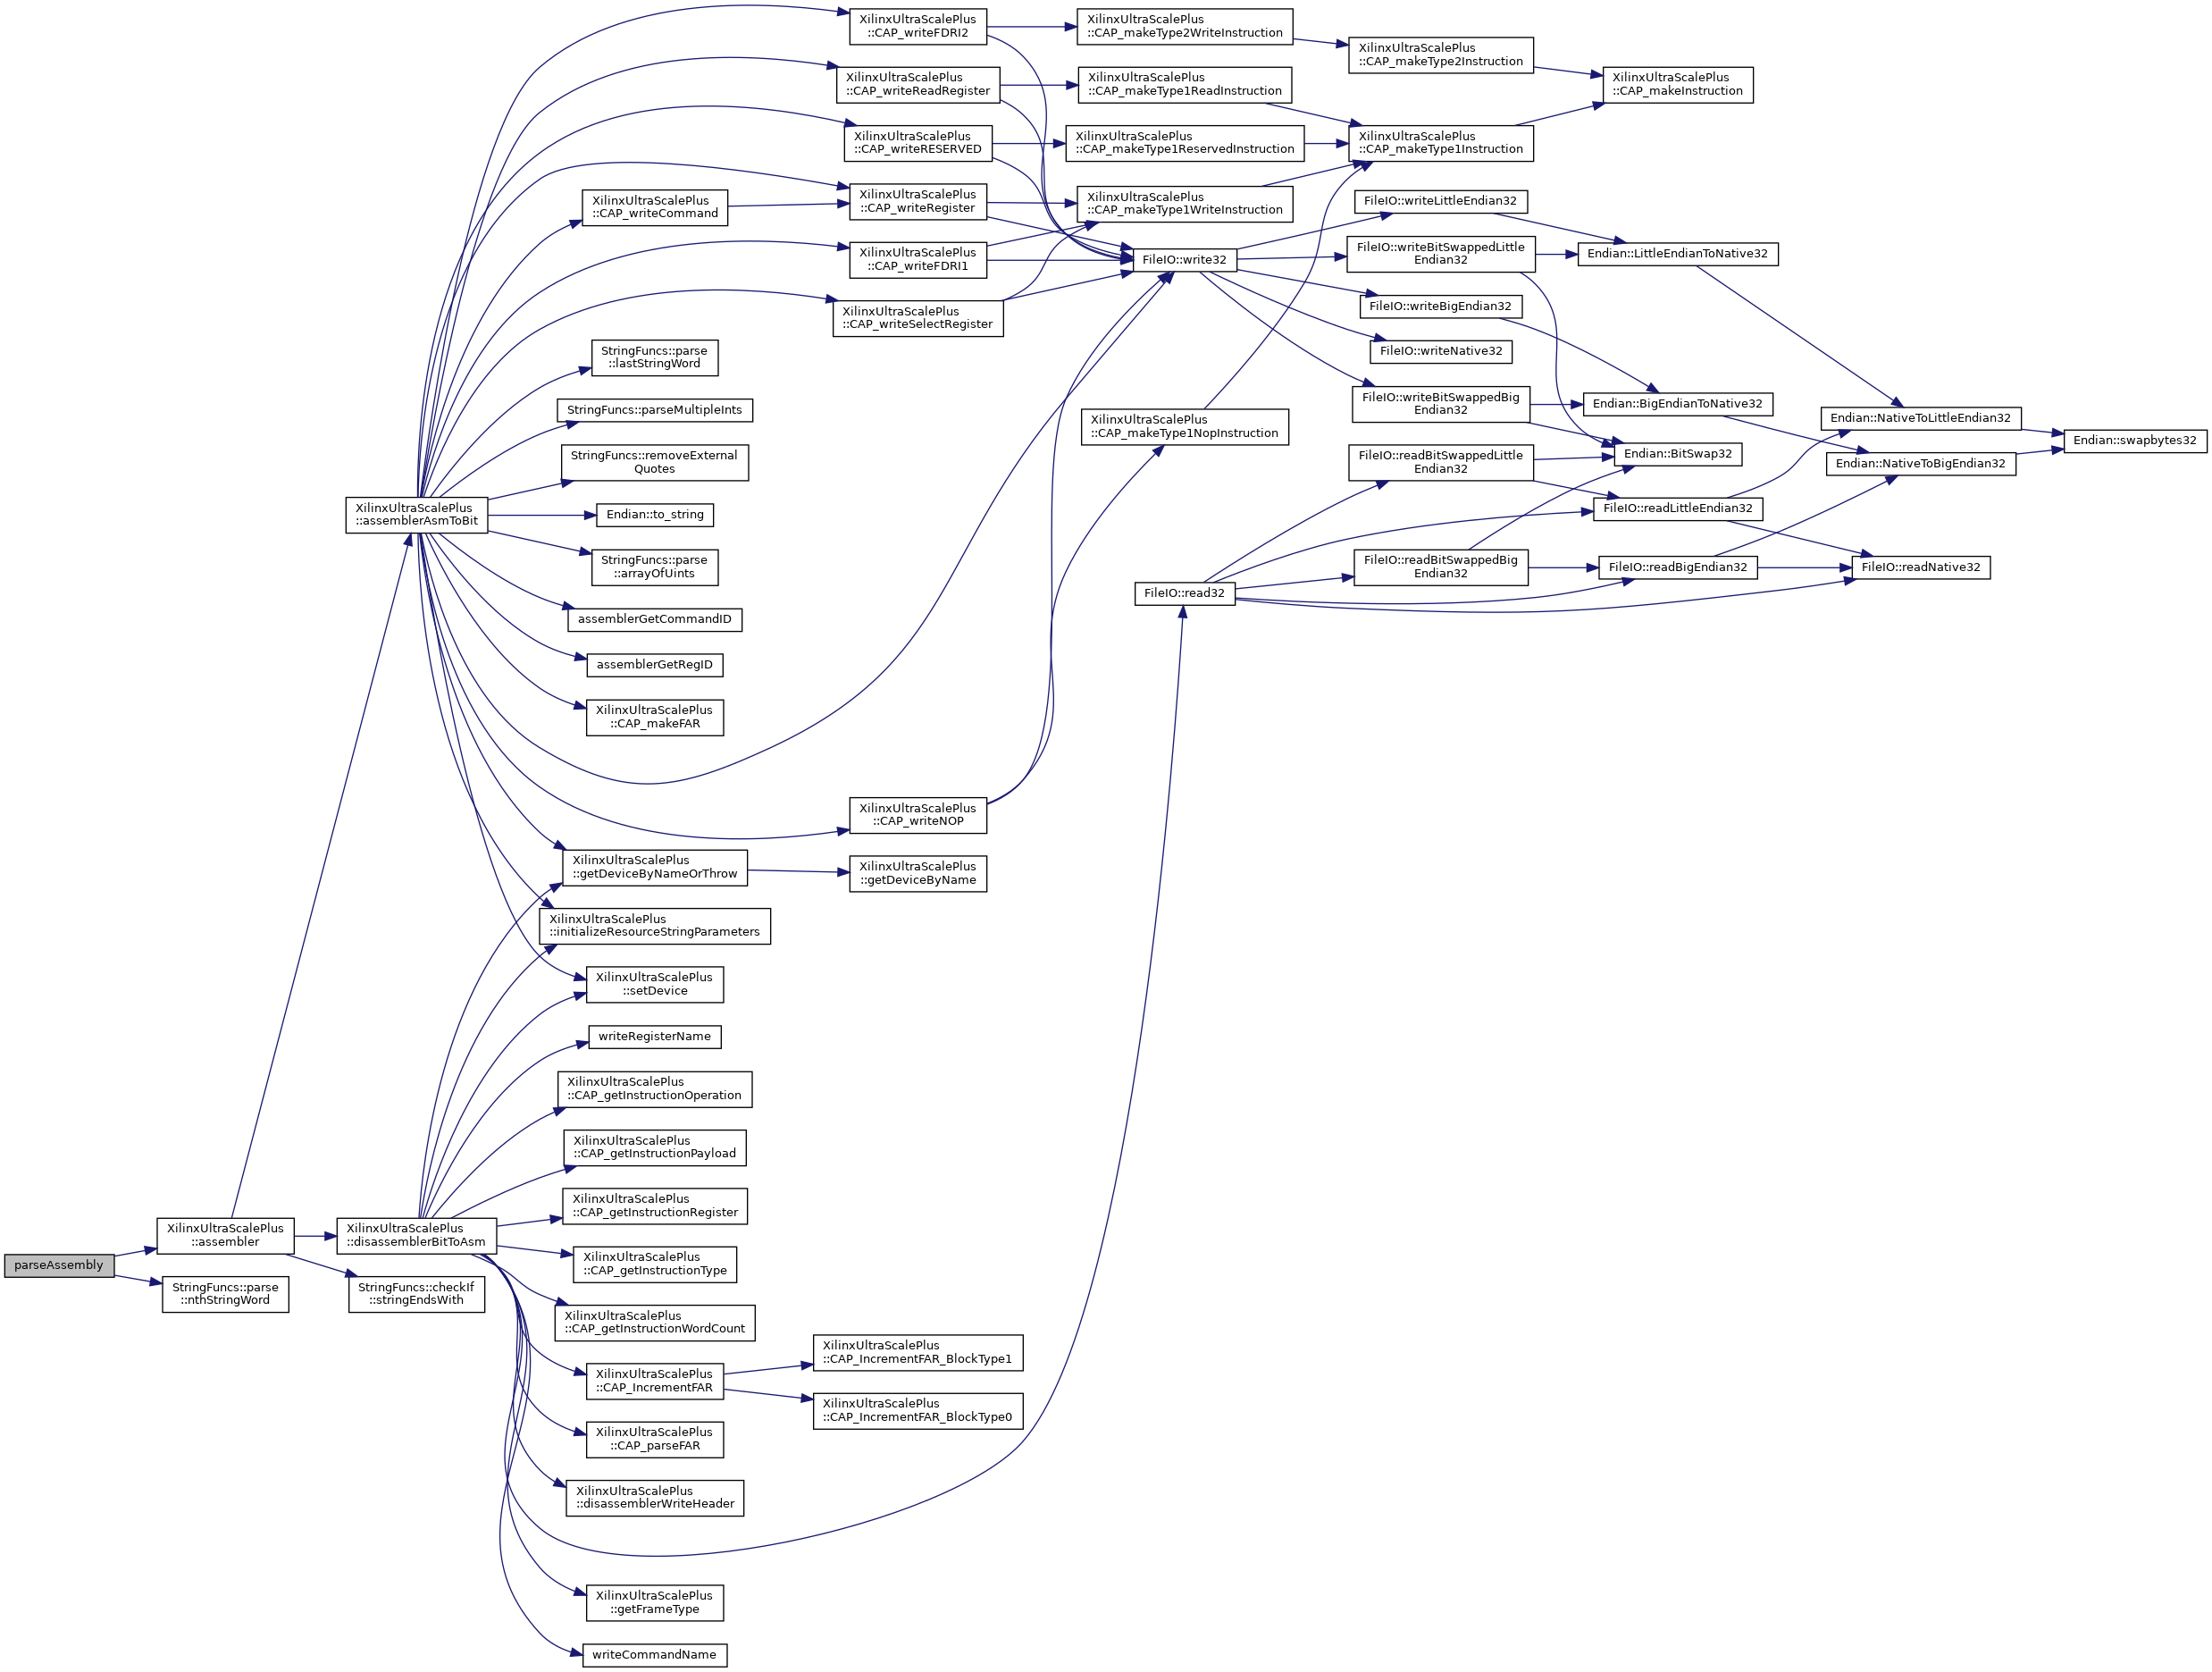 parseAssembly
XilinxUltraScalePlus
::assembler
StringFuncs::parse
::nthStringWord
XilinxUltraScalePlus
::assemblerAsmToBit
XilinxUltraScalePlus
::disassemblerBitToAsm
StringFuncs::checkIf
::stringEndsWith
XilinxUltraScalePlus
::CAP_writeCommand
StringFuncs::parse
::lastStringWord
StringFuncs::parseMultipleInts
StringFuncs::removeExternal
Quotes
Endian::to_string
StringFuncs::parse
::arrayOfUints
assemblerGetCommandID
assemblerGetRegID
XilinxUltraScalePlus
::CAP_makeFAR
XilinxUltraScalePlus
::getDeviceByNameOrThrow
XilinxUltraScalePlus
::initializeResourceStringParameters
XilinxUltraScalePlus
::setDevice
writeRegisterName
XilinxUltraScalePlus
::CAP_getInstructionOperation
XilinxUltraScalePlus
::CAP_getInstructionPayload
XilinxUltraScalePlus
::CAP_getInstructionRegister
XilinxUltraScalePlus
::CAP_getInstructionType
XilinxUltraScalePlus
::CAP_getInstructionWordCount
XilinxUltraScalePlus
::CAP_IncrementFAR
XilinxUltraScalePlus
::CAP_parseFAR
XilinxUltraScalePlus
::disassemblerWriteHeader
XilinxUltraScalePlus
::getFrameType
writeCommandName
XilinxUltraScalePlus
::CAP_writeFDRI2
XilinxUltraScalePlus
::CAP_writeReadRegister
XilinxUltraScalePlus
::CAP_writeRESERVED
XilinxUltraScalePlus
::CAP_writeRegister
XilinxUltraScalePlus
::CAP_writeFDRI1
XilinxUltraScalePlus
::CAP_writeSelectRegister
XilinxUltraScalePlus
::CAP_writeNOP
XilinxUltraScalePlus
::getDeviceByName
XilinxUltraScalePlus
::CAP_IncrementFAR_BlockType1
XilinxUltraScalePlus
::CAP_IncrementFAR_BlockType0
XilinxUltraScalePlus
::CAP_makeType2WriteInstruction
XilinxUltraScalePlus
::CAP_makeType1ReadInstruction
XilinxUltraScalePlus
::CAP_makeType1ReservedInstruction
XilinxUltraScalePlus
::CAP_makeType1WriteInstruction
FileIO::write32
XilinxUltraScalePlus
::CAP_makeType1NopInstruction
FileIO::read32
XilinxUltraScalePlus
::CAP_makeType2Instruction
XilinxUltraScalePlus
::CAP_makeType1Instruction
FileIO::writeLittleEndian32
FileIO::writeBitSwappedLittle
Endian32
FileIO::writeBigEndian32
FileIO::writeNative32
FileIO::writeBitSwappedBig
Endian32
FileIO::readBitSwappedLittle
Endian32
FileIO::readBitSwappedBig
Endian32
XilinxUltraScalePlus
::CAP_makeInstruction
Endian::LittleEndianToNative32
Endian::BigEndianToNative32
Endian::BitSwap32
FileIO::readLittleEndian32
FileIO::readBigEndian32
Endian::NativeToLittleEndian32
Endian::NativeToBigEndian32
FileIO::readNative32
Endian::swapbytes32